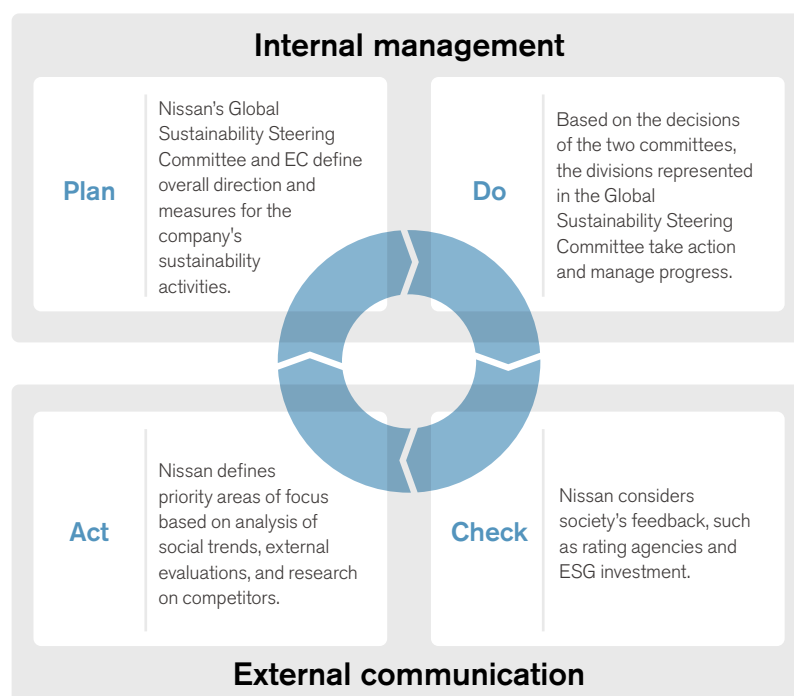 Internal management
Plan
Nissan’s Global
Sustainability Steering
Committee and EC define
overall direction and
measures for the
company's
sustainability
activities.
Do
Based on the decisions
of the two committees,
the divisions represented
in the Global
Sustainability Steering
Committee take action
and manage progress.
Act
Nissan defines
priority areas of focus
based on analysis of
social trends, external
evaluations, and research
on competitors.
Check
Nissan considers
society’s feedback, such
as rating agencies and
ESG investment.
External communication